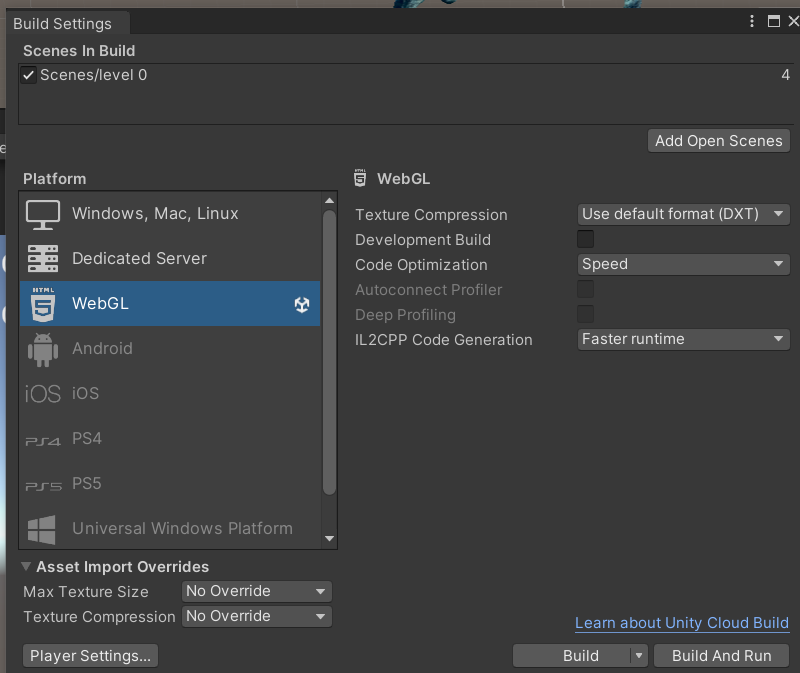 Build Settings
Scenes In Build
Scenes/level 0 4
Add Open Scenes
Platform
Windows, Mac, Linux
Dedicated Server
HTML 5 WebGL
Android
iOS iOS
PS4 PS4
PS5 PS5
Universal Windows Platform
HTML 5 WebGL
Texture Compression Use default format (DXT)
Development Build
Code Optimization Speed
Autoconnect Profiler
Deep Profiling
IL2CPP Code Generation Faster runtime
Asset Import Overrides
Max Texture Size No Override
Texture Compression No Override
Learn about Unity Cloud Build
Player Settings... Build Build And Run